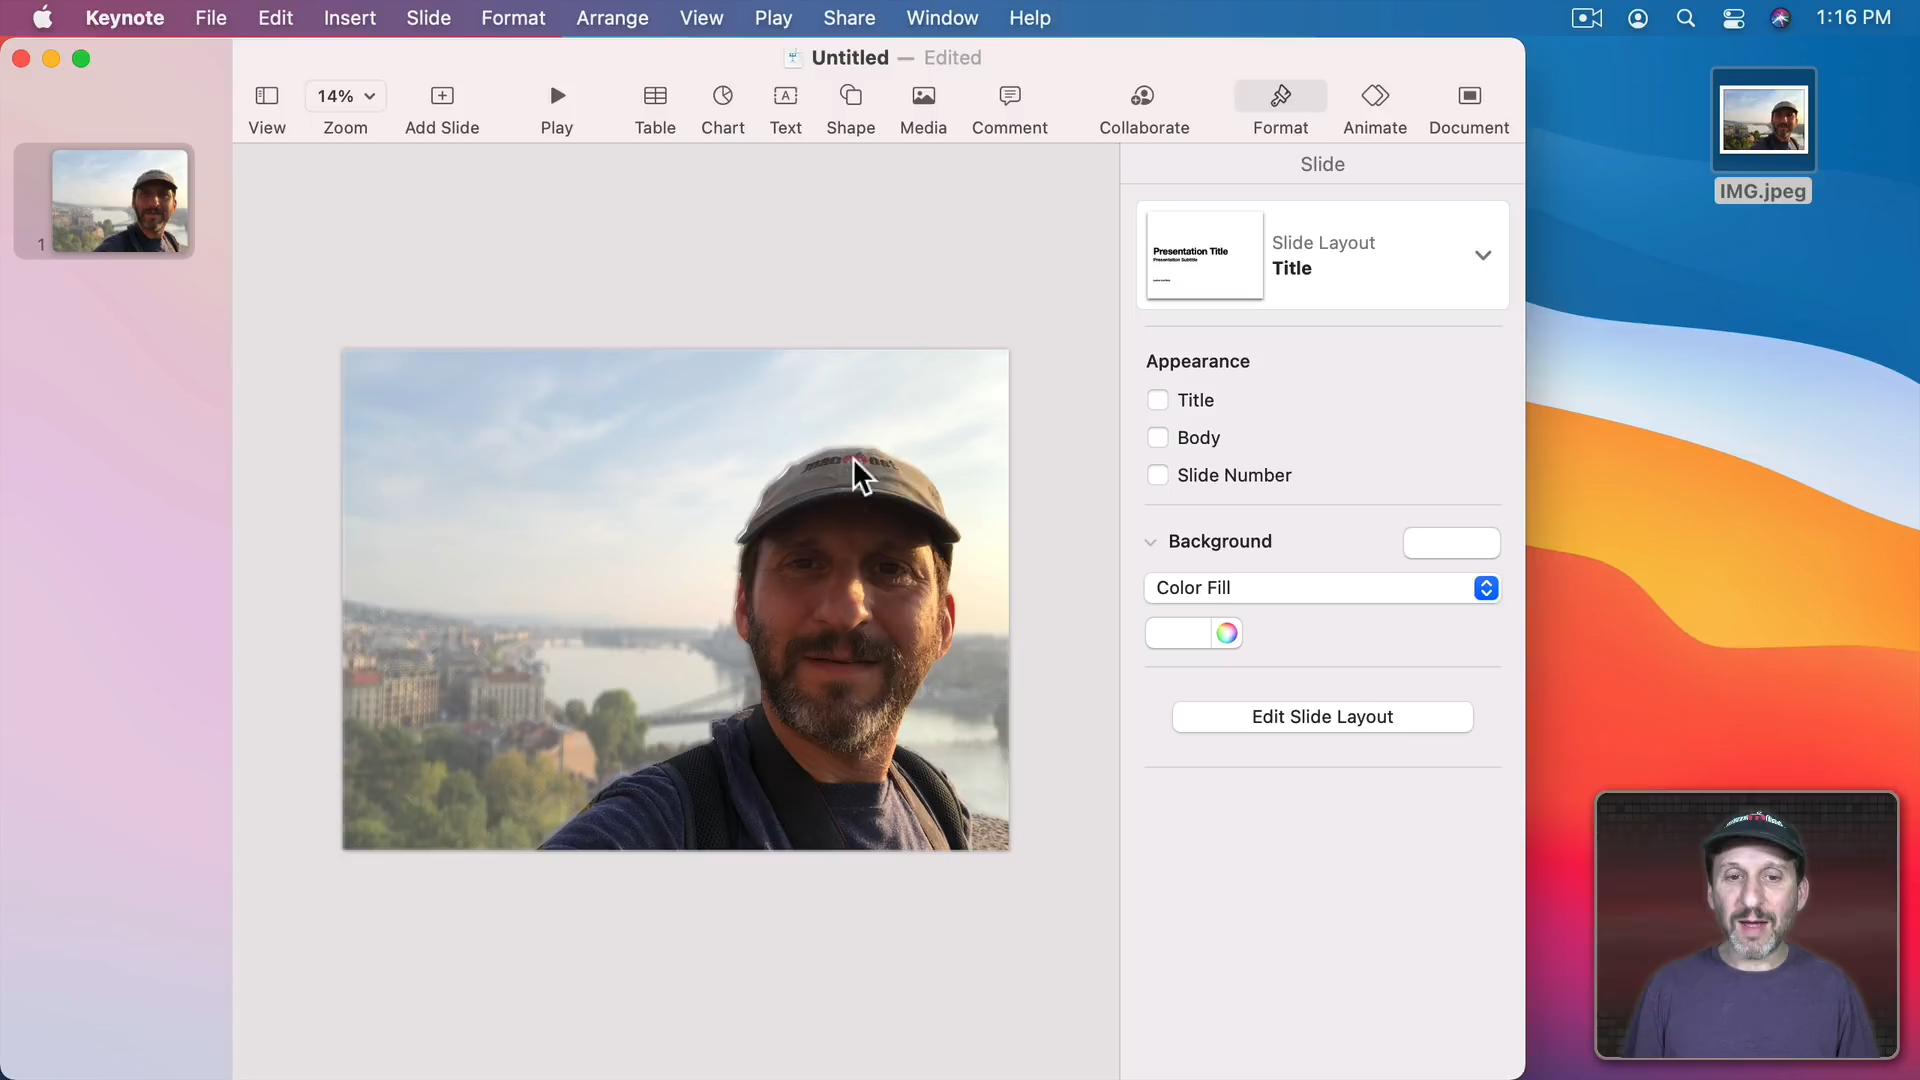 Keynote File Edit Insert Slide Format Arrange View Play Share Window Help 1:16 PM
Untitled — Edited
14%
View Zoom Add Slide Play Table Chart Text Shape Media Comment Collaborate Format Animate Document
Slide
IMG.jpeg
1
Presentation Title
Presentation Subtitle
Slide Layout
Title
Appearance
Title
Body
Slide Number
Background
Color Fill
Edit Slide Layout